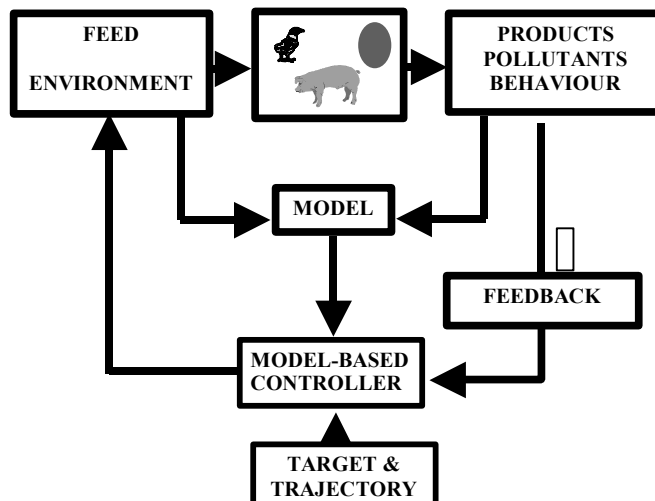 FEED
ENVIRONMENT
PRODUCTS
POLLUTANTS
BEHAVIOUR
MODEL
FEEDBACK
MODEL-BASED
CONTROLLER
TARGET &
TRAJECTORY